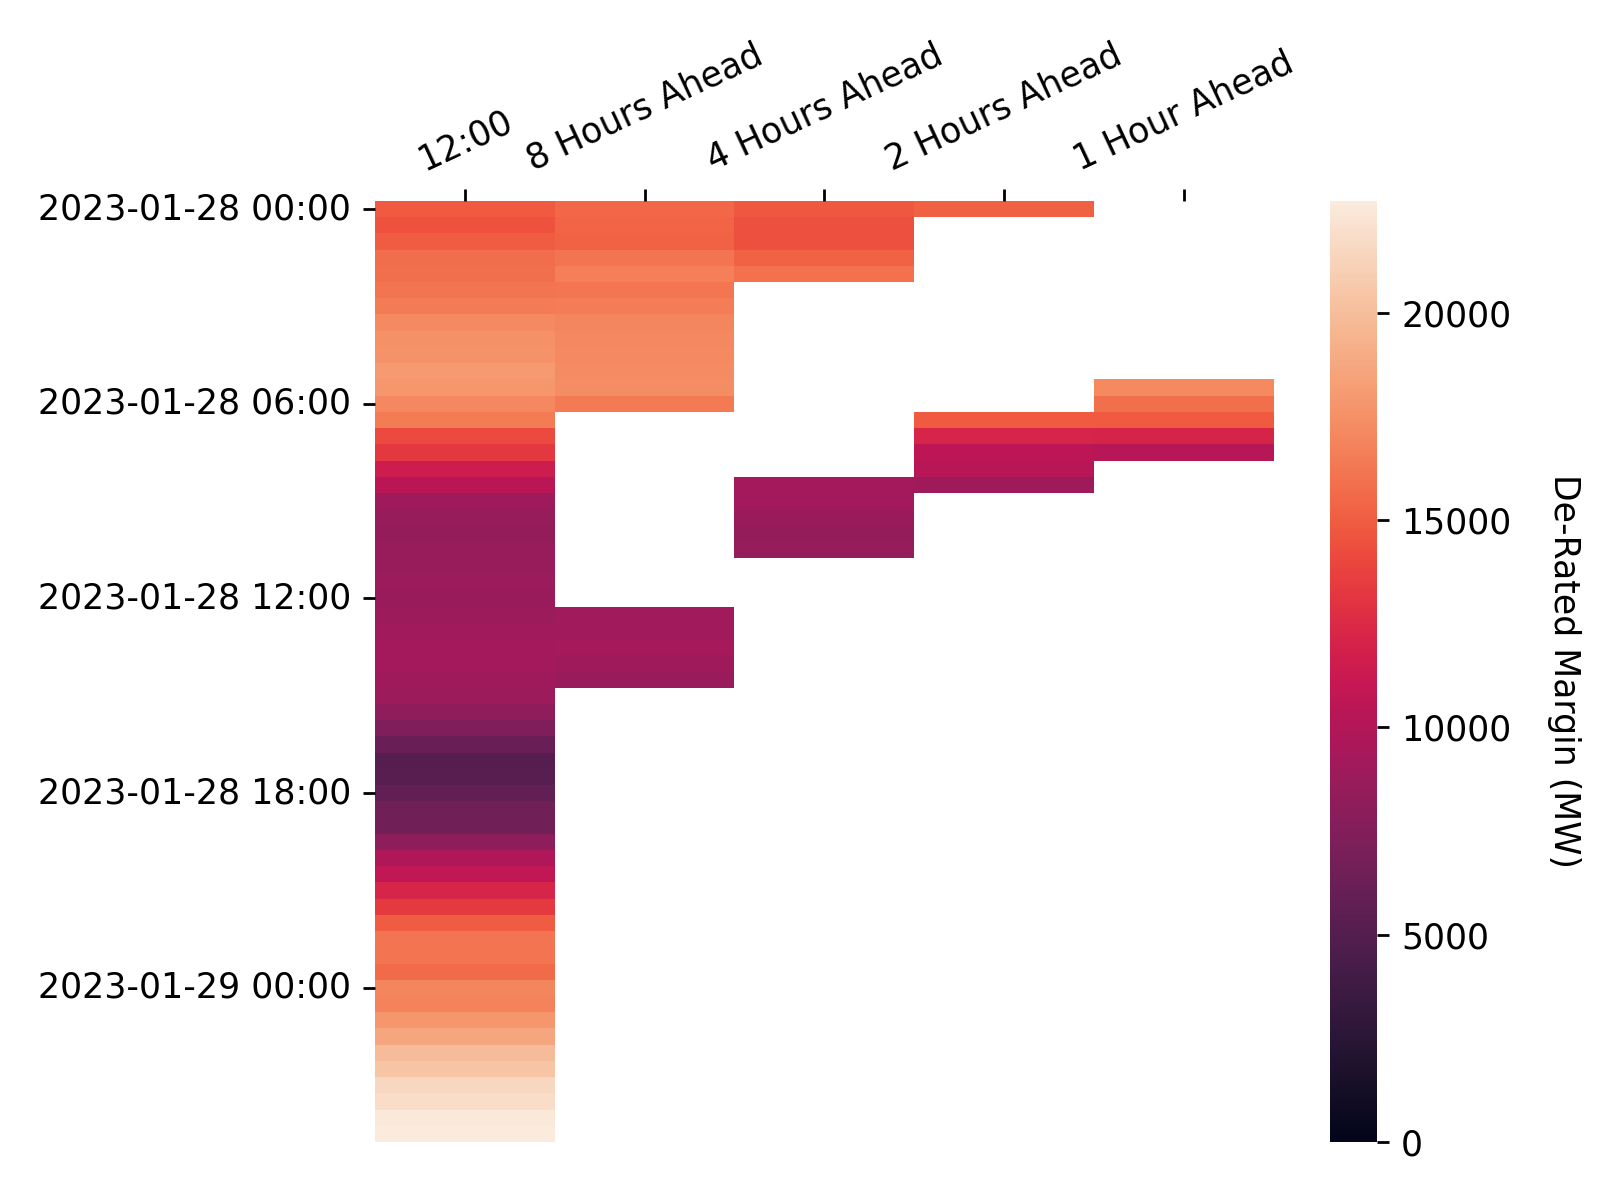 12:00
8 Hours Ahead
4 Hours Ahead
2 Hours Ahead
1 Hour Ahead
2023-01-28 00:00
2023-01-28 06:00
2023-01-28 12:00
2023-01-28 18:00
2023-01-29 00:00
20000
15000
10000
5000
0
De-Rated Margin (MW)